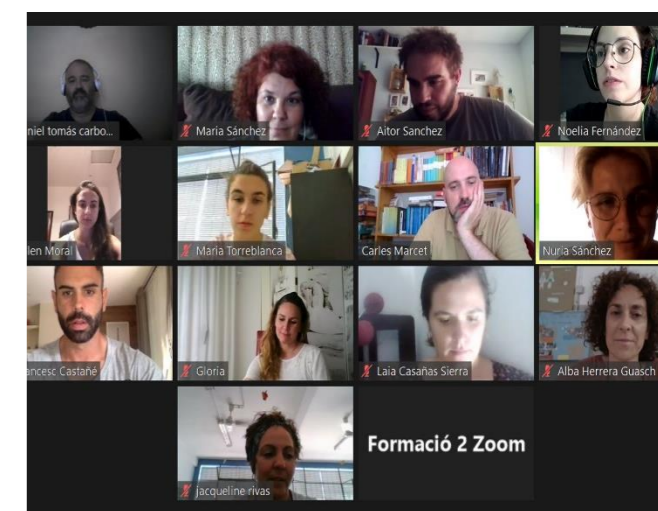 niel tomás carbo...
María Sánchez
Aitor Sanchez
Noelia Fernández
len Moral
Maria Torreblanca
Carles Marcet
Nuria Sánchez
ancesc Castañé
Gloria
Laia Casañas Sierra
Alba Herrera Guasch
jacqueline rivas
Formació 2 Zoom